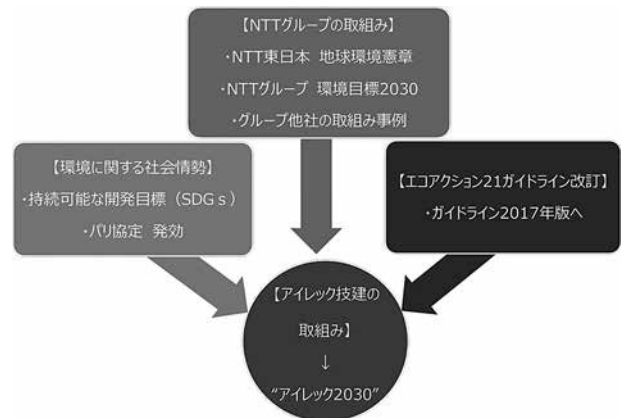 【NTTグループの取組み】
・NTT東日本 地球環境憲章
・NTTグループ 環境目標2030
・グループ他社の取組み事例
【環境に関する社会情勢】
・持続可能な開発目標（SDGｓ）
・パリ協定 発効
【エコアクション21ガイドライン改訂】
・ガイドライン2017年版へ
【アイレック技建の
取組み】
↓
“アイレック2030”